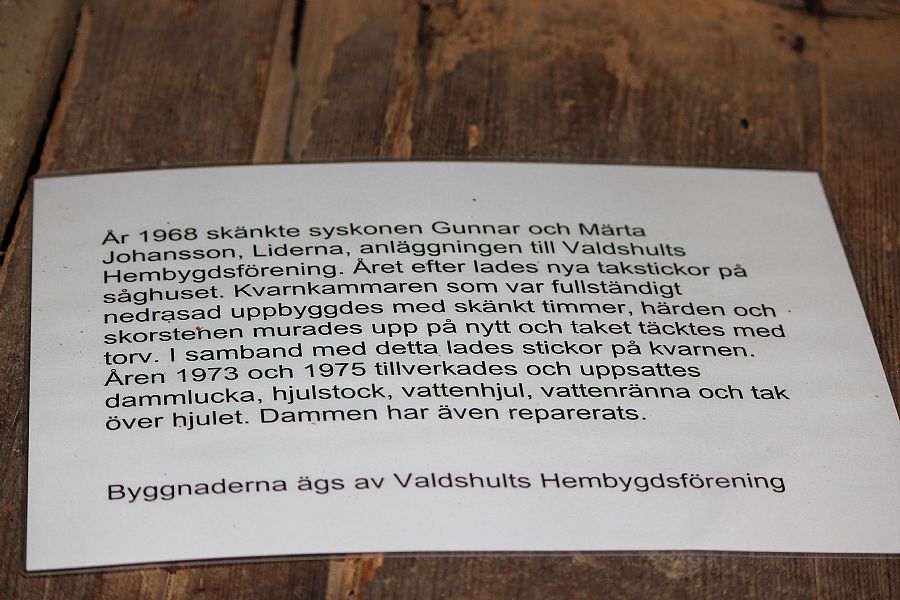 År 1968 skänkte syskonen Gunnar och Märta
Johansson, Liderna, anläggningen till Valdshults
Hembygdsförening. Året efter lades nya takstickor på
såghuset. Kvarnkammaren som var fullständigt
nedrasad uppbyggdes med skänkt timmer, härden och
skorstenen murades upp på nytt och taket täcktes med
torv. I samband med detta lades stickor på kvarnen.
Åren 1973 och 1975 tillverkades och uppsattes
dammlucka, hjulstock, vattenhjul, vattenränna och tak
över hjulet. Dammen har även reparerats.
Byggnaderna ägs av Valdshults Hembygdsförening